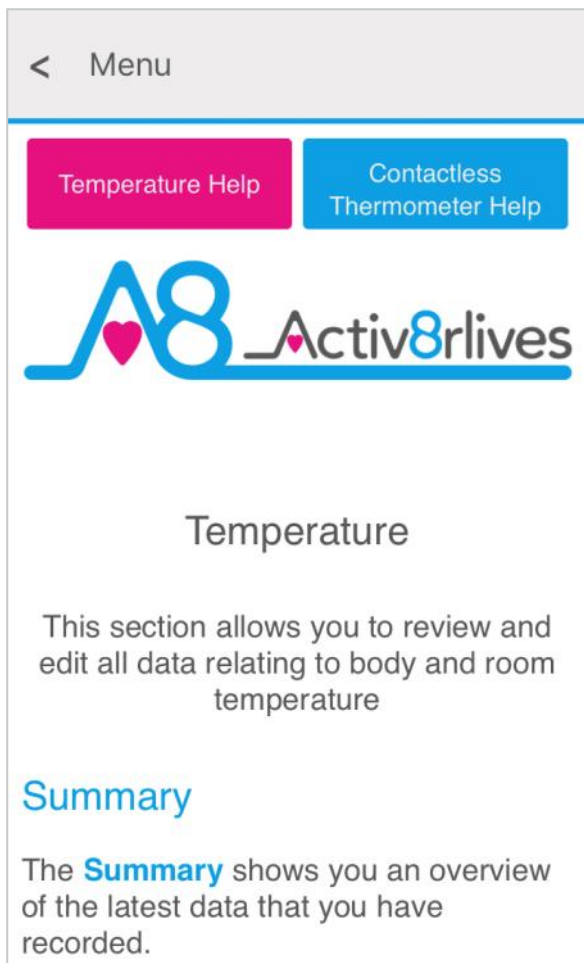 < Menu
Temperature Help
Contactless
Thermometer Help
A8 Activ8rlives
Temperature
This section allows you to review and
edit all data relating to body and room
temperature
Summary
The Summary shows you an overview
of the latest data that you have
recorded.